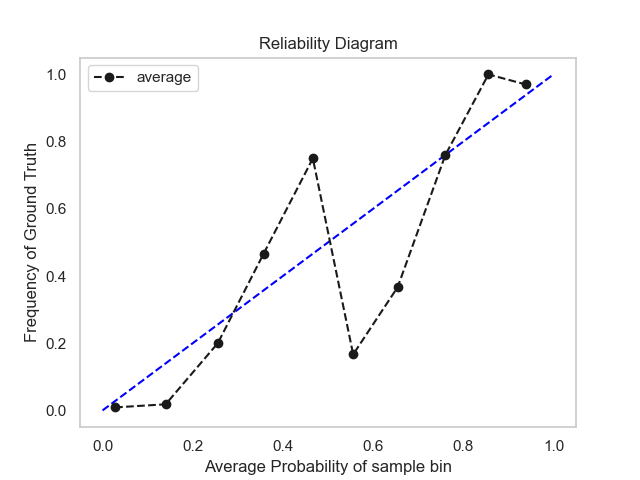 Reliability Diagram
average
Frequency of Ground Truth
1.0
0.8
0.6
0.4
0.2
0.0
0.0 0.2 0.4 0.6 0.8 1.0
Average Probability of sample bin